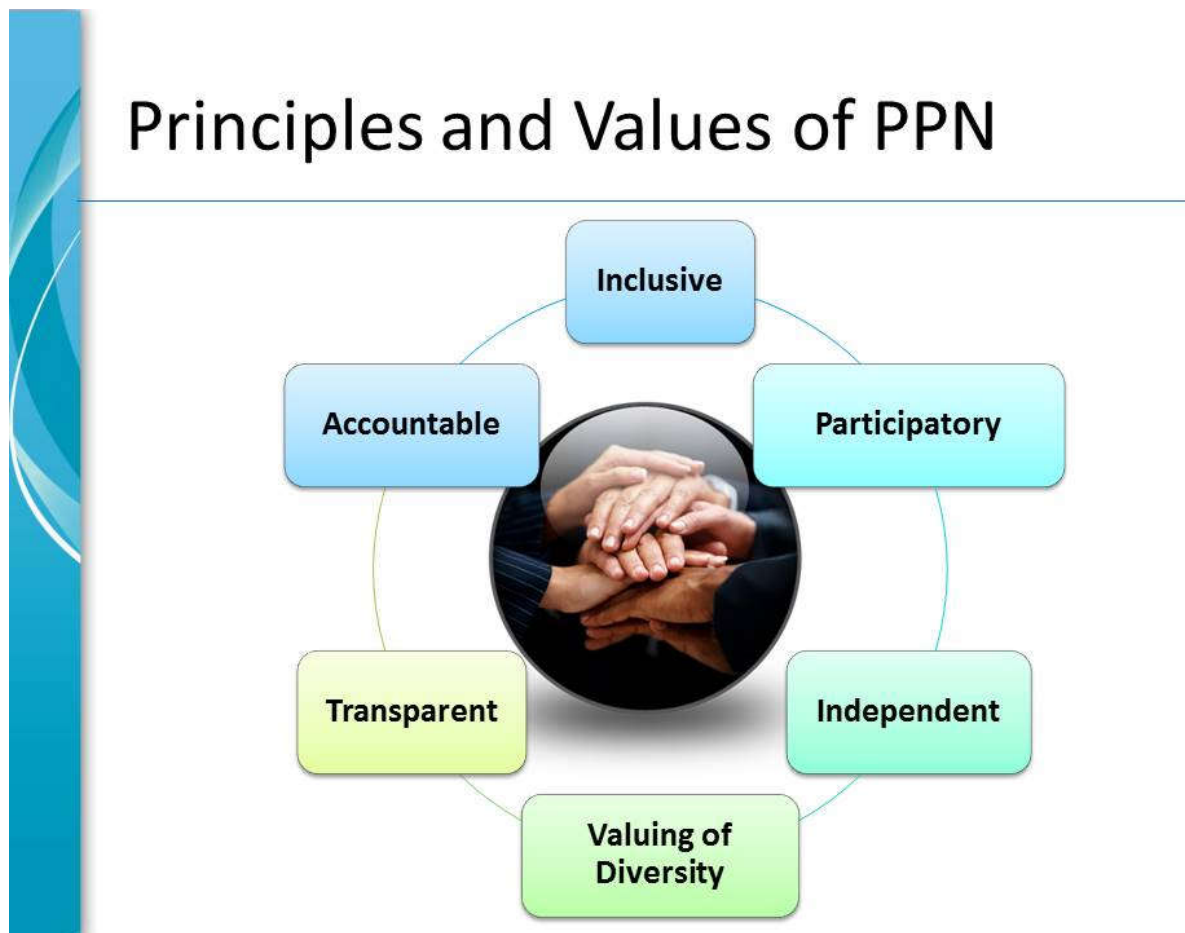 Principles and Values of PPN
Inclusive
Participatory
Independent
Valuing of
Diversity
Transparent
Accountable